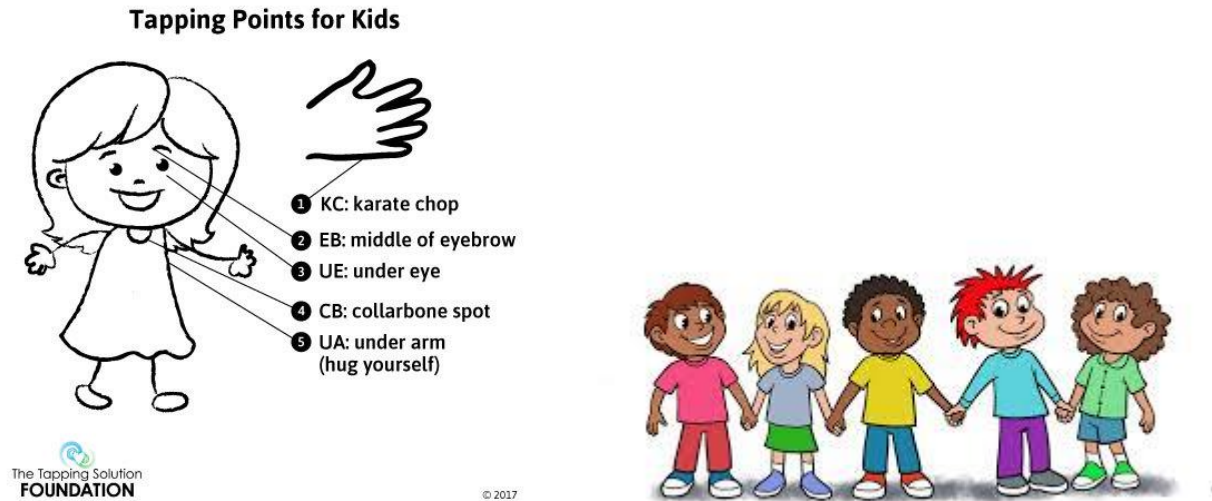 Tapping Points for Kids
1 KC: karate chop
2 EB: middle of eyebrow
3 UE: under eye
4 CB: collarbone spot
5 UA: under arm
(hug yourself)
The Tapping Solution
FOUNDATION
© 2017